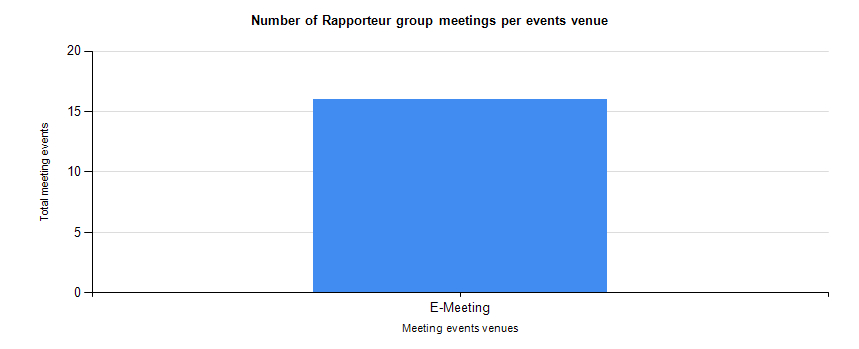 Number of Rapporteur group meetings per events venue
20
15
10
5
0
Total meeting events
E-Meeting
Meeting events venues